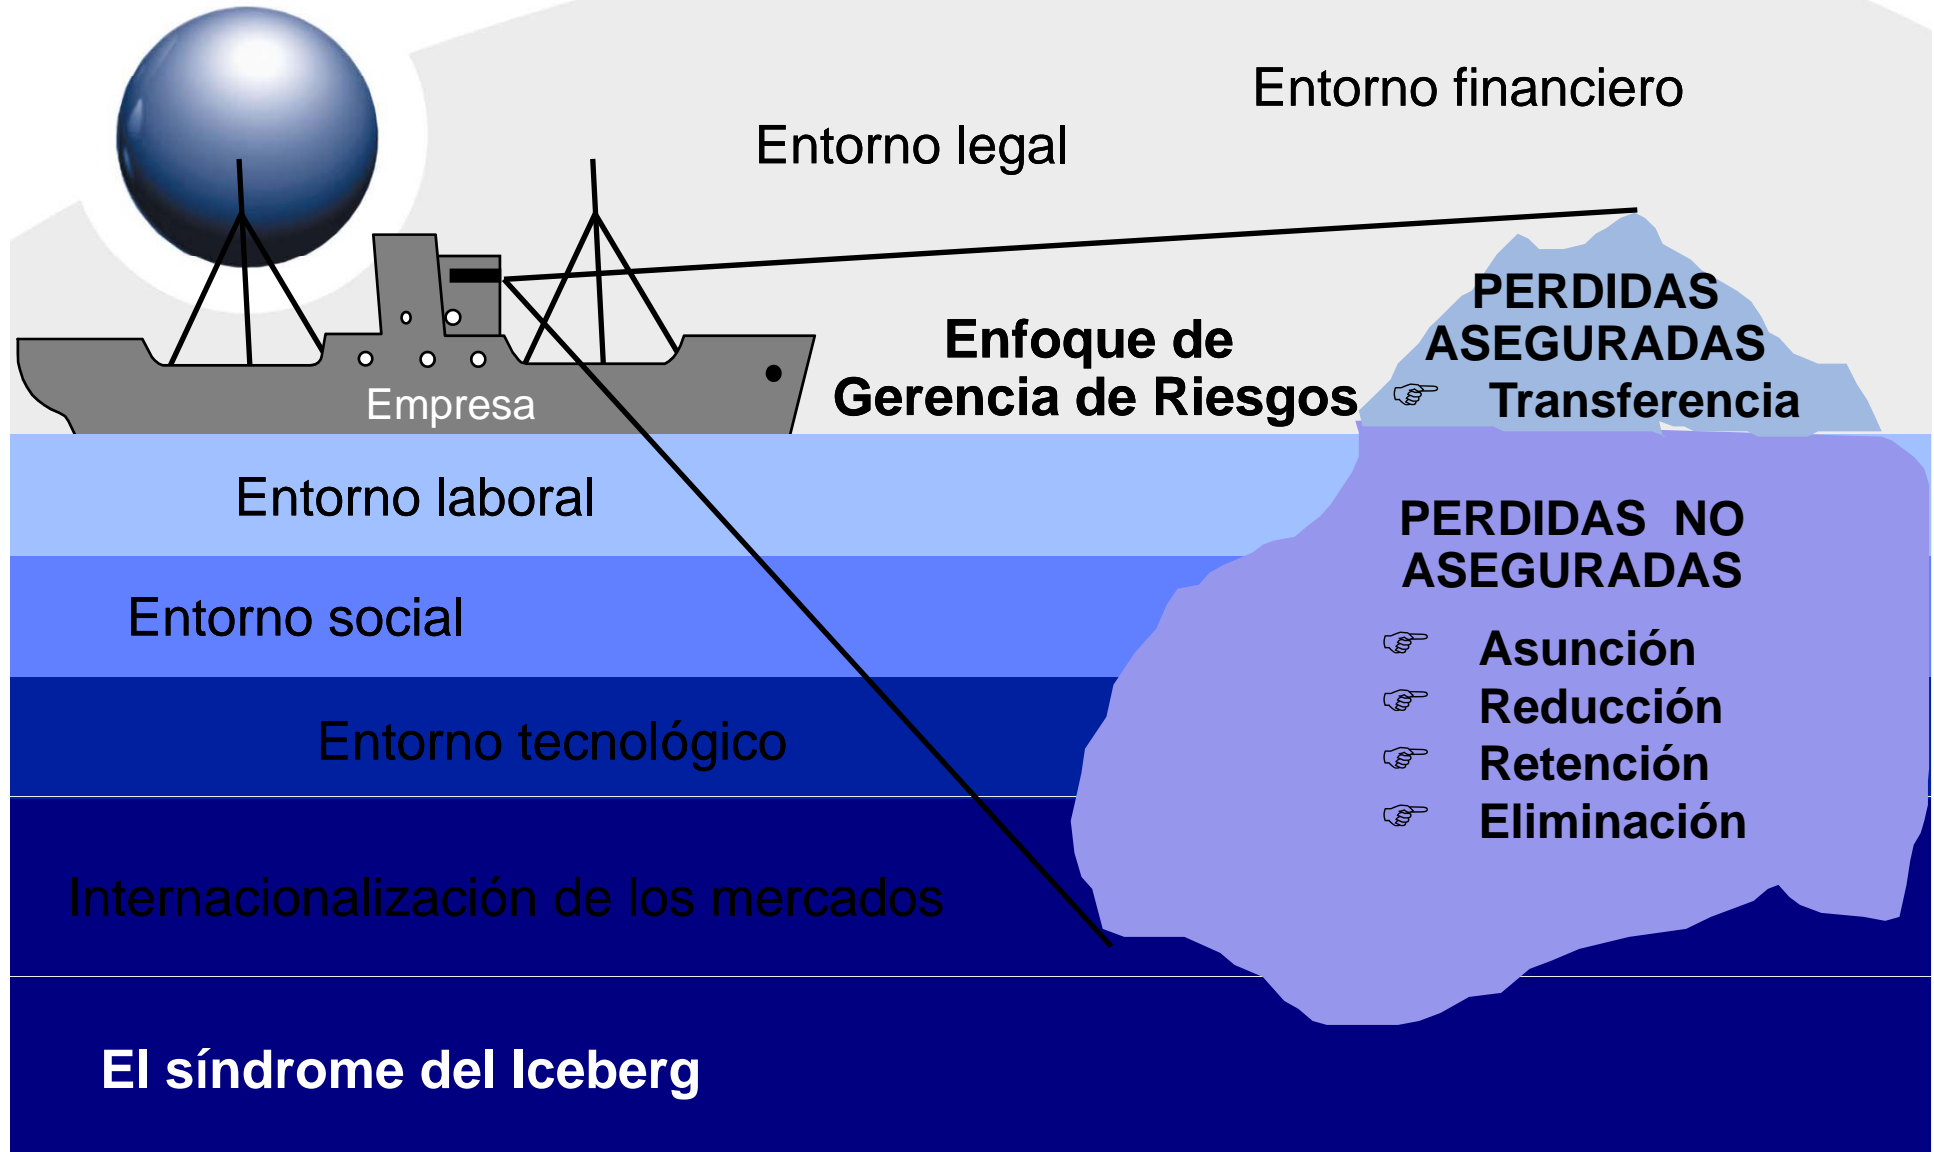 Entorno financiero
Entorno legal
PERDIDAS
ASEGURADAS
☞ Transferencia
Enfoque de
Gerencia de Riesgos
Empresa
Entorno laboral
PERDIDAS NO
ASEGURADAS
Entorno social
☞ Asunción
☞ Reducción
☞ Retención
☞ Eliminación
Entorno tecnológico
Internacionalización de los mercados
El síndrome del Iceberg